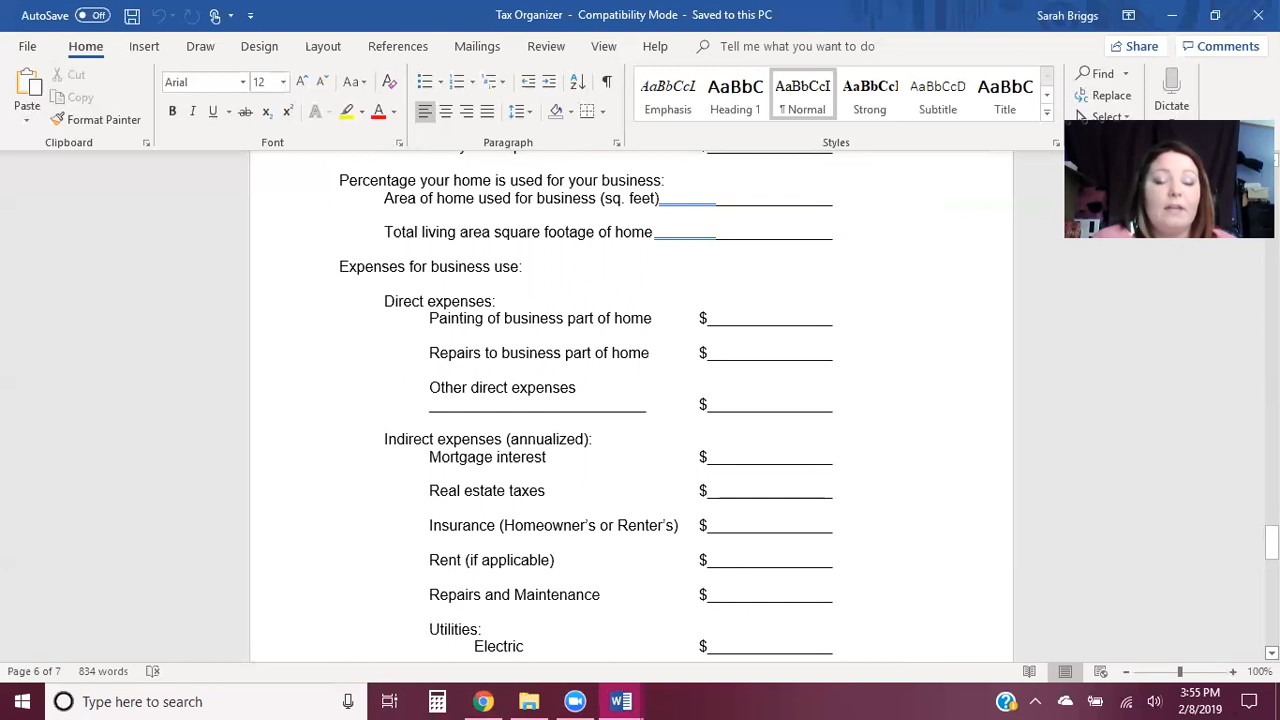 AutoSave Off
Tax Organizer - Compatibility Mode - Saved to this PC
Sarah Briggs
File Home Insert Draw Design Layout References Mailings Review View Help Tell me what you to do
Share Comments
Paste
Cut
Copy
Format Painter
Arial 12
Aa
B I U ab x2 x2 A A
AaBbCcI AaBbC AaBbCcI AaBbCc AaBbCcD AaBbC
Emphasis Heading 1 ¶ Normal Strong Subtitle Title
Find
Replace
Select
Dictate
Clipboard Font Paragraph Styles
Percentage your home is used for your business:
Area of home used for business (sq. feet)
Total living area square footage of home
Expenses for business use:
Direct expenses:
Painting of business part of home $
Repairs to business part of home $
Other direct expenses
$
Indirect expenses (annualized):
Mortgage interest $
Real estate taxes $
Insurance (Homeowner's or Renter's) $
Rent (if applicable) $
Repairs and Maintenance $
Utilities:
Electric $
Page 6 of 7 834 words
100%
Type here to search
3:55 PM
2/8/2019